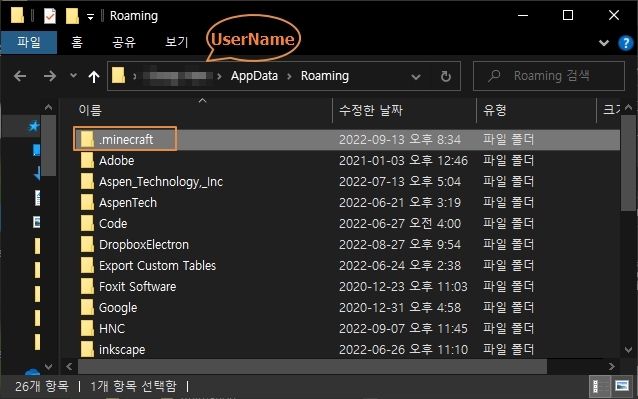 Roaming
파일 홈 공유 보기
UserName
AppData Roaming Roaming 검색
이름 수정한 날짜 유형 크기
.minecraft 2022-09-13 오후 8:34 파일 폴더
Adobe 2021-01-03 오후 12:46 파일 폴더
Aspen_Technology,_Inc 2022-07-13 오후 5:04 파일 폴더
AspenTech 2022-06-21 오후 3:19 파일 폴더
Code 2022-06-27 오전 4:00 파일 폴더
DropboxElectron 2022-08-27 오후 9:54 파일 폴더
Export Custom Tables 2022-06-24 오후 2:38 파일 폴더
Foxit Software 2020-12-23 오후 11:03 파일 폴더
Google 2020-12-31 오후 4:58 파일 폴더
HNC 2022-09-07 오후 11:45 파일 폴더
inkscape 2022-06-26 오후 11:10 파일 폴더
26개 항목 1개 항목 선택함